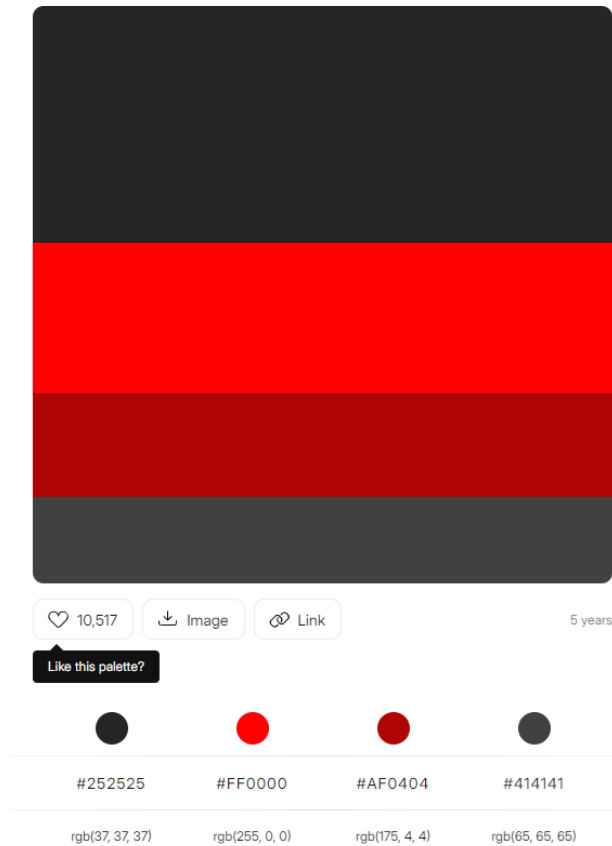 10,517 Image Link 5 years
Like this palette?
#252525 #FF0000 #AF0404 #414141
rgb(37, 37, 37) rgb(255, 0, 0) rgb(175, 4, 4) rgb(65, 65, 65)